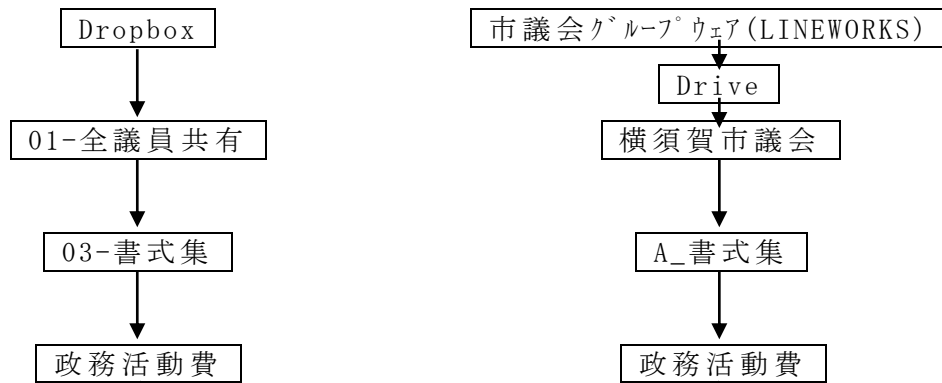 Dropbox
01-全議員共有
03-書式集
政務活動費
市議会ｸﾞﾙｰﾌﾟｳｪｱ(LINEWORKS)
Drive
横須賀市議会
A_書式集
政務活動費